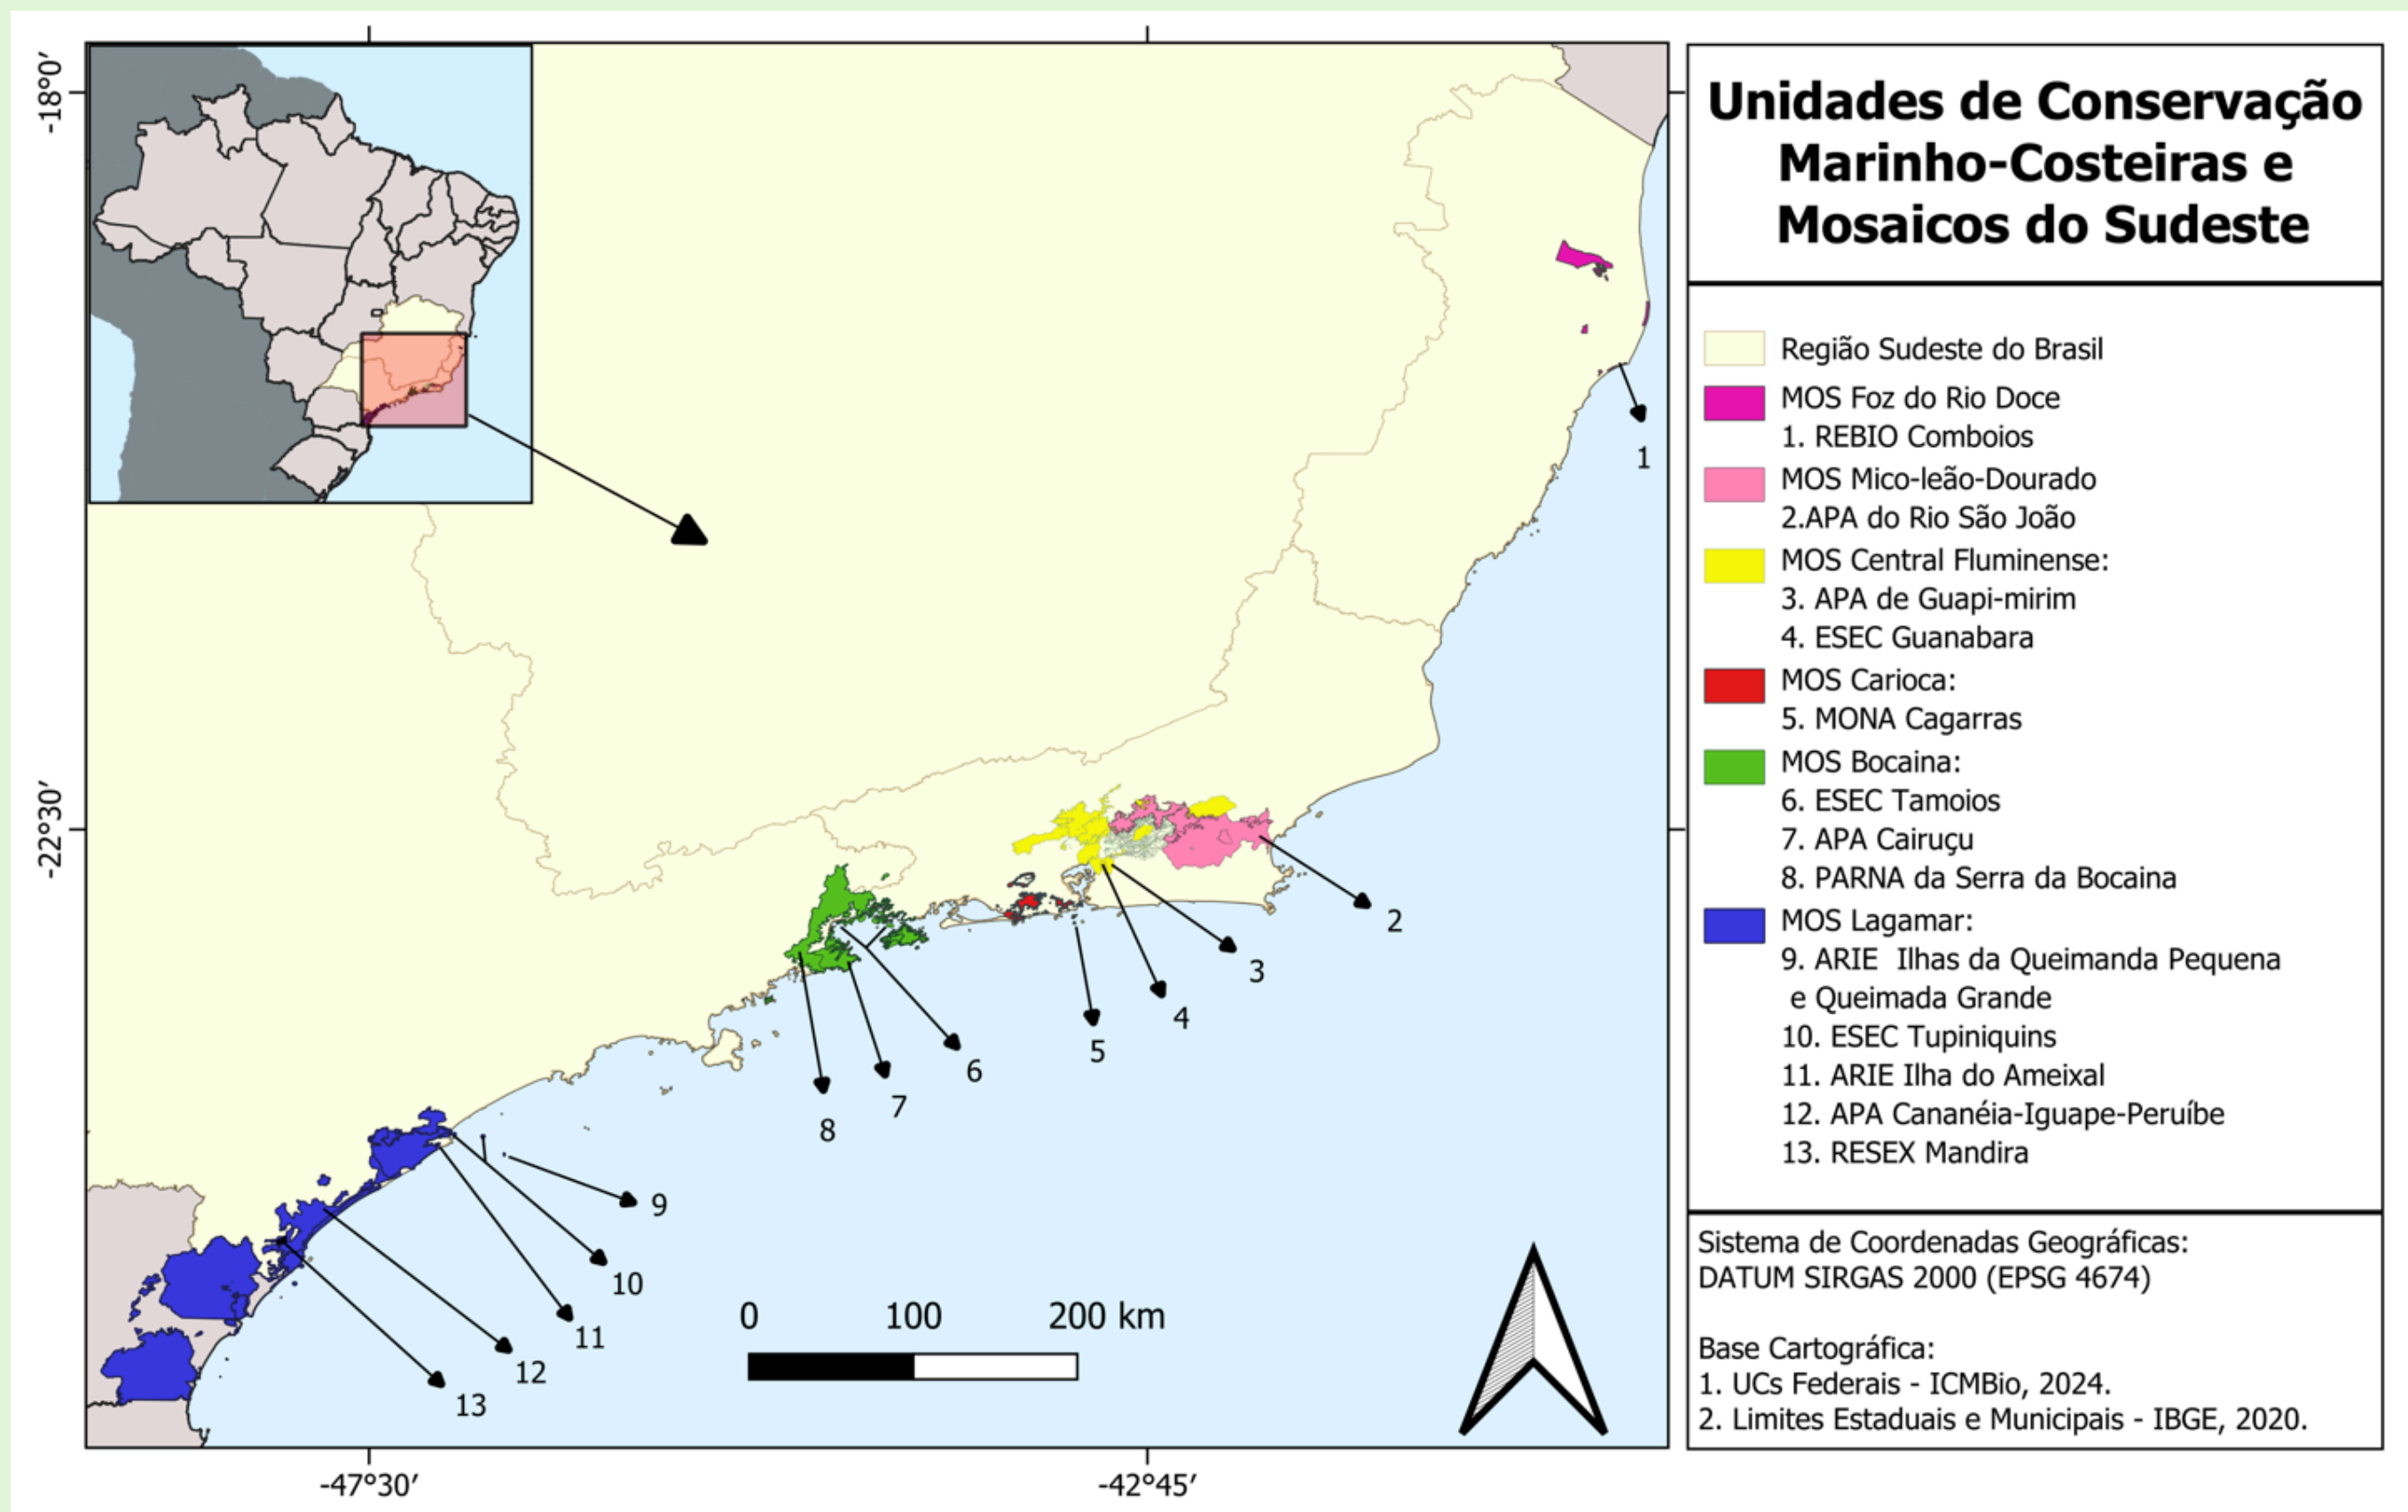 Unidades de Conservação
Marinho-Costeiras e
Mosaicos do Sudeste
Região Sudeste do Brasil
MOS Foz do Rio Doce
1. REBIO Comboios
MOS Mico-leão-Dourado
2.APA do Rio São João
MOS Central Fluminense:
3. APA de Guapi-mirim
4. ESEC Guanabara
MOS Carioca:
5. MONA Cagarras
MOS Bocaina:
6. ESEC Tamoios
7. APA Cairuçu
8. PARNA da Serra da Bocaina
MOS Lagamar:
9. ARIE  Ilhas da Queimanda Pequena
e Queimada Grande
10. ESEC Tupiniquins
11. ARIE Ilha do Ameixal
12. APA Cananéia-Iguape-Peruíbe
13. RESEX Mandira
Sistema de Coordenadas Geográficas:
DATUM SIRGAS 2000 (EPSG 4674)
Base Cartográfica:
1. UCs Federais - ICMBio, 2024.
2. Limites Estaduais e Municipais - IBGE, 2020.
-18°0′
-22°30′
-47°30′
-42°45′
1
2
3
4
5
6
7
8
9
10
11
12
13
0 100 200 km